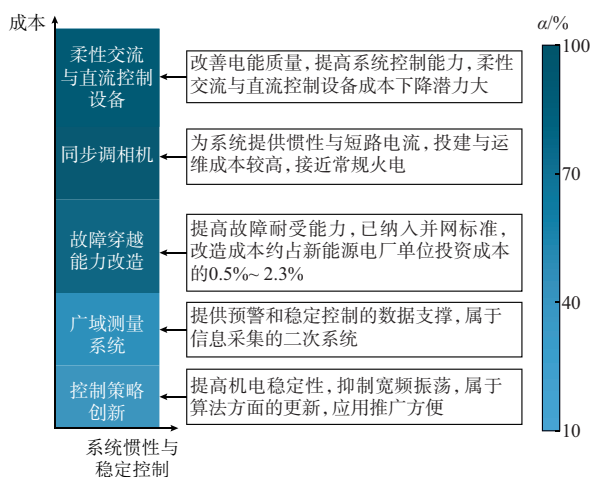 成本
α/%
柔性交流
与直流控制
设备
改善电能质量，提高系统控制能力，柔性
交流与直流控制设备成本下降潜力大
100
同步调相机
为系统提供惯性与短路电流，投建与运
维成本较高，接近常规火电
70
故障穿越
能力改造
提高故障耐受能力，已纳入并网标准，
改造成本约占新能源电厂单位投资成本
的0.5%~ 2.3%
广域测量
系统
提供预警和稳定控制的数据支撑，属于
信息采集的二次系统
40
控制策略
创新
提高机电稳定性，抑制宽频振荡，属于
算法方面的更新，应用推广方便
10
系统惯性与
稳定控制